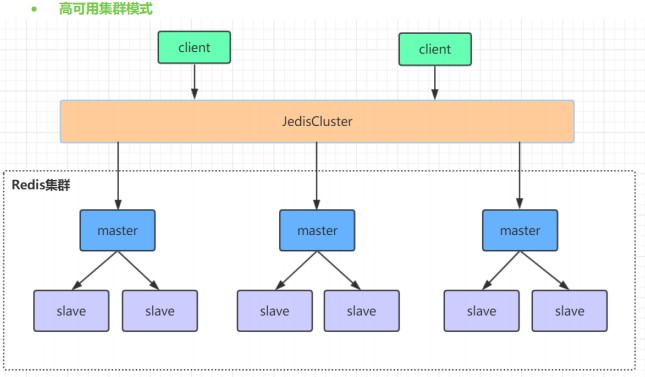 高可用集群模式
client
client
JedisCluster
Redis集群
master
master
master
slave
slave
slave
slave
slave
slave